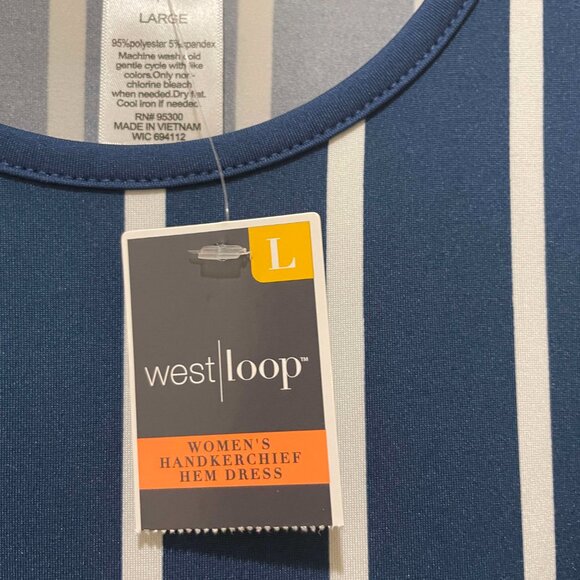 LARGE
95%polyester 5%spandex
Machine wash cold
gentle cycle with like
colors.Only non -
chlorine bleach
when needed.Dry flat.
Cool iron if needed.
RN# 95300
MADE IN VIETNAM
WIC 694112
L
west|loop™
WOMEN'S
HANDKERCHIEF
HEM DRESS